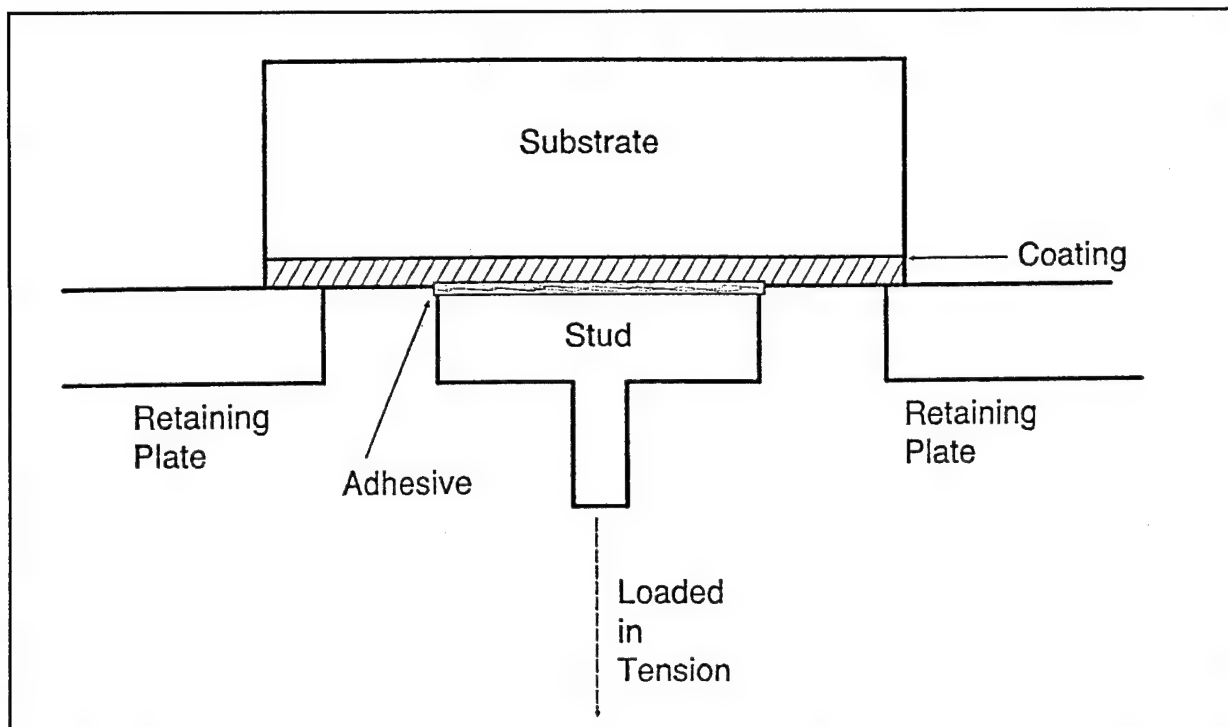 Substrate
Coating
Stud
Retaining
Plate
Retaining
Plate
Adhesive
Loaded
in
Tension